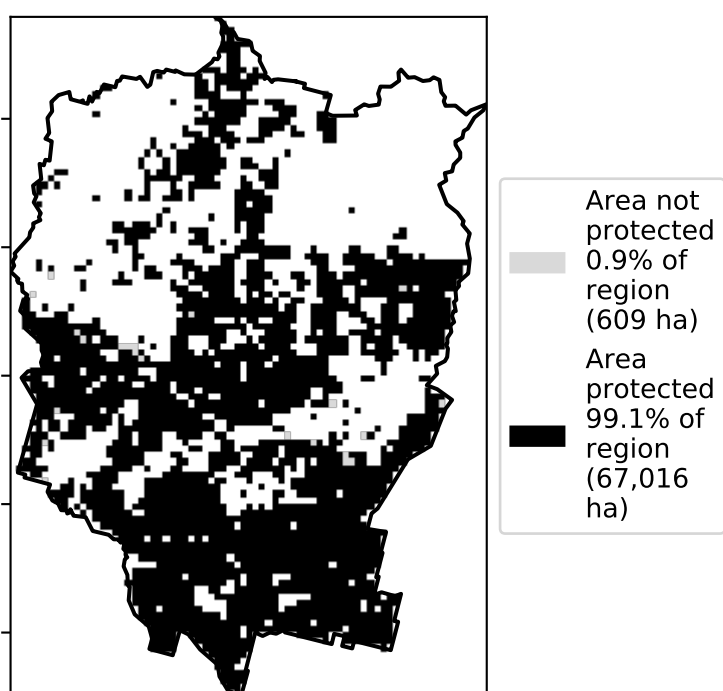 Area not
protected
0.9% of
region
(609 ha)
Area
protected
99.1% of
region
(67,016
ha)